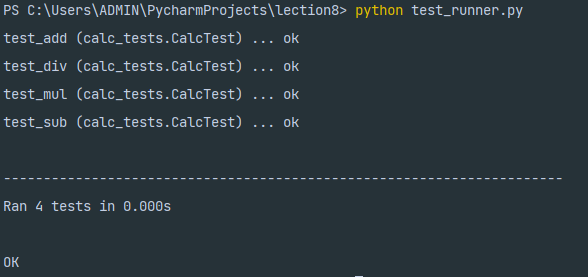 PS C:\Users\ADMIN\PycharmProjects\lection8> python test_runner.py
test_add (calc_tests.CalcTest) ... ok
test_div (calc_tests.CalcTest) ... ok
test_mul (calc_tests.CalcTest) ... ok
test_sub (calc_tests.CalcTest) ... ok
----------------------------------------------------------------------
Ran 4 tests in 0.000s
OK